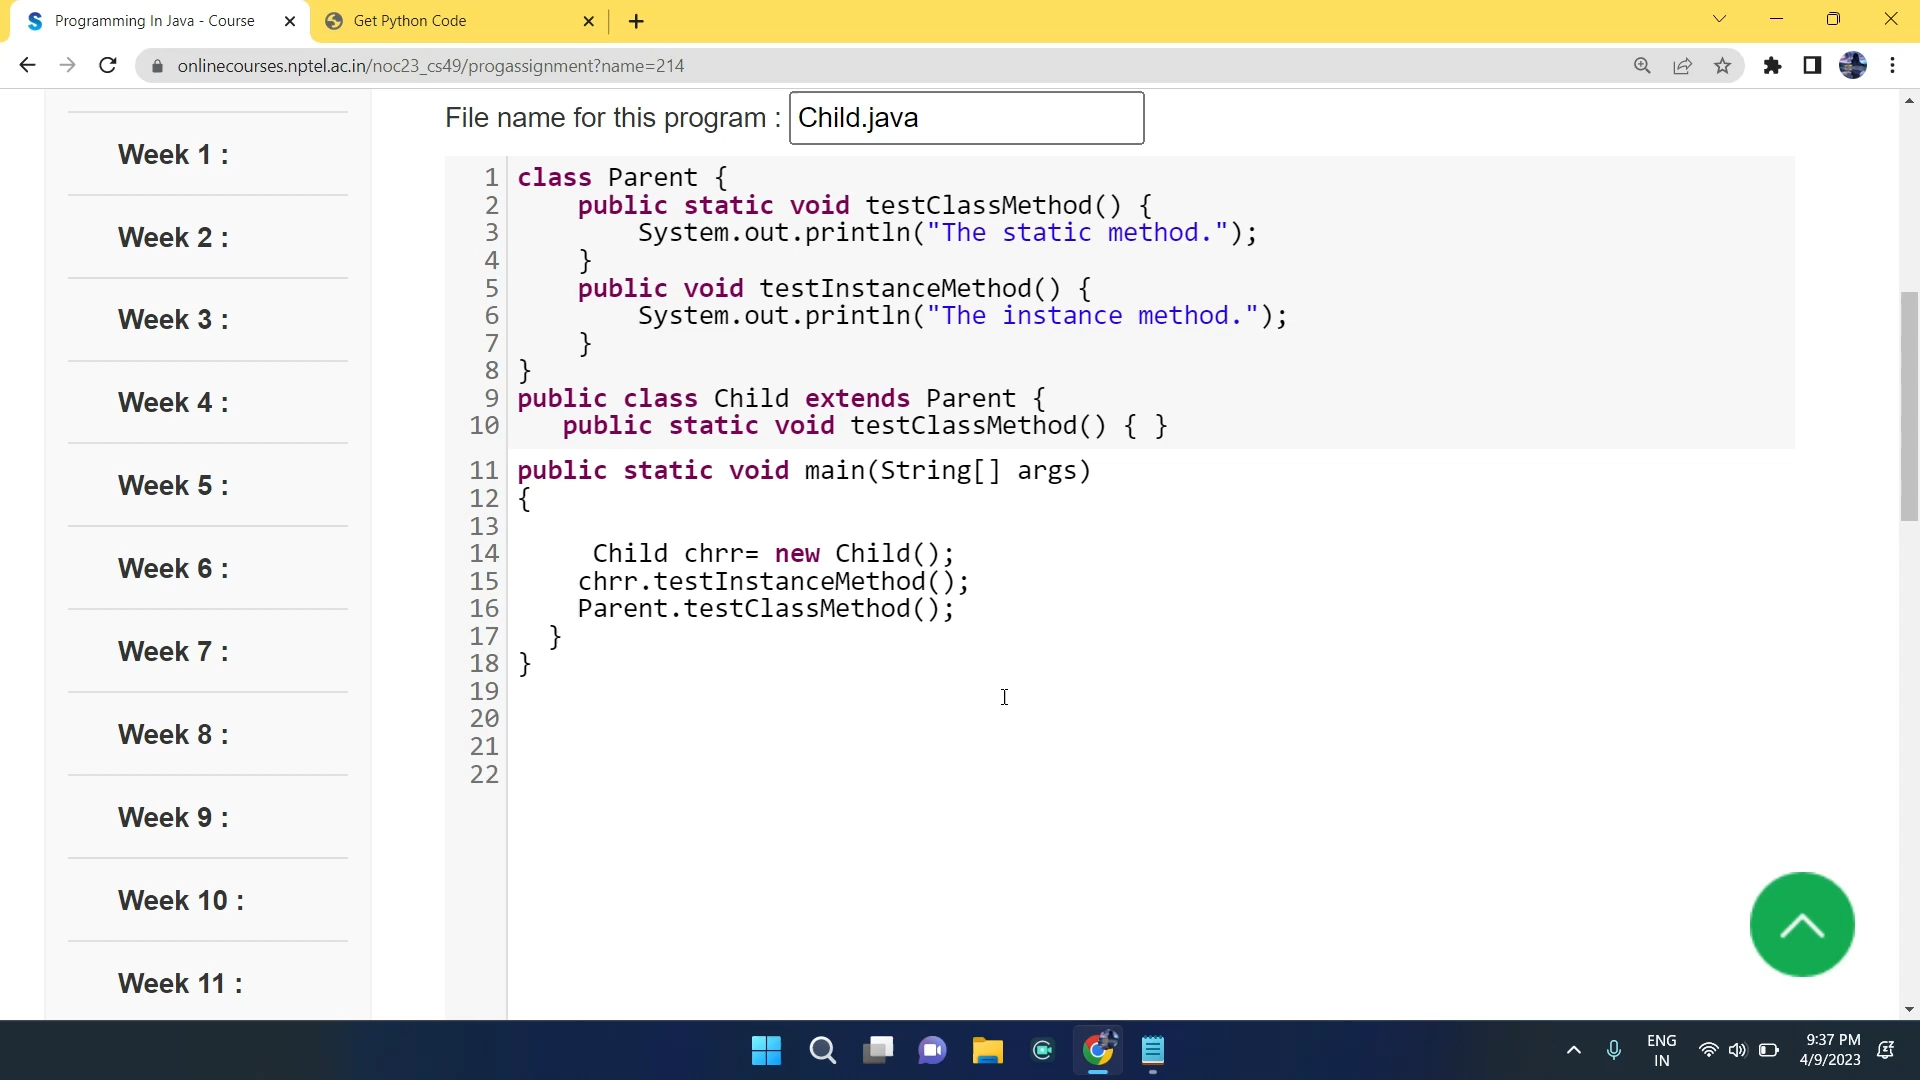 Programming In Java - Course
Get Python Code
onlinecourses.nptel.ac.in/noc23_cs49/progassignment?name=214
File name for this program : Child.java
Week 1 :
Week 2 :
Week 3 :
Week 4 :
Week 5 :
Week 6 :
Week 7 :
Week 8 :
Week 9 :
Week 10 :
Week 11 :
1 class Parent {
2 public static void testClassMethod() {
3 System.out.println("The static method.");
4 }
5 public void testInstanceMethod() {
6 System.out.println("The instance method.");
7 }
8 }
9 public class Child extends Parent {
10 public static void testClassMethod() { }
11 public static void main(String[] args)
12 {
13
14 Child chrr= new Child();
15 chrr.testInstanceMethod();
16 Parent.testClassMethod();
17 }
18 }
19
20
21
22
ENG
IN
9:37 PM
4/9/2023